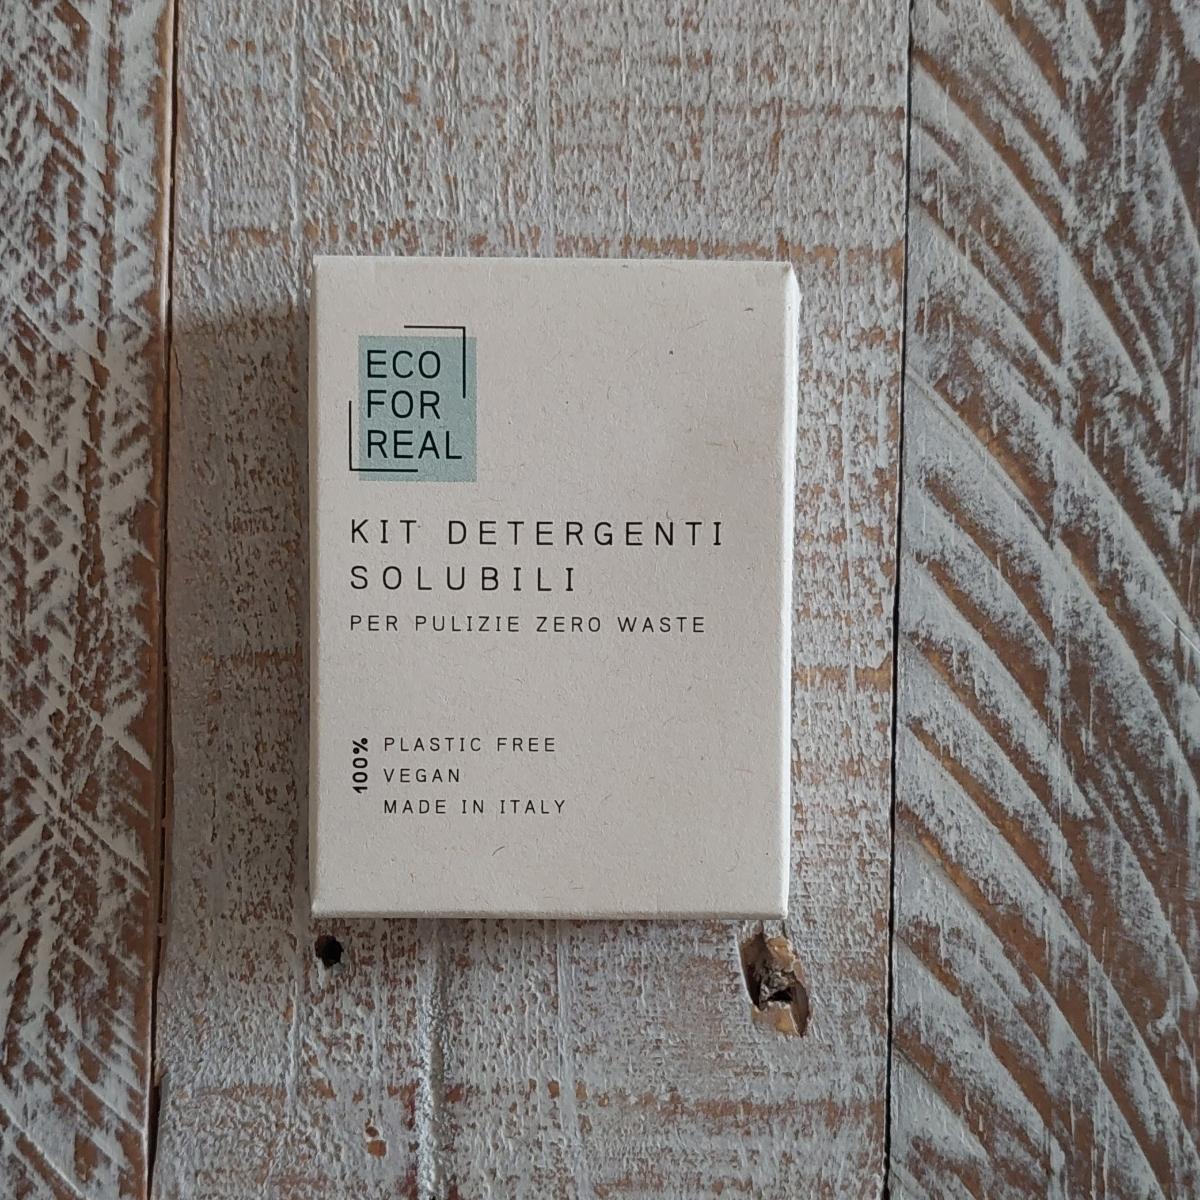 ECO
FOR
REAL
KIT DETERGENTI
SOLUBILI
PER PULIZIE ZERO WASTE
100%
PLASTIC FREE
VEGAN
MADE IN ITALY